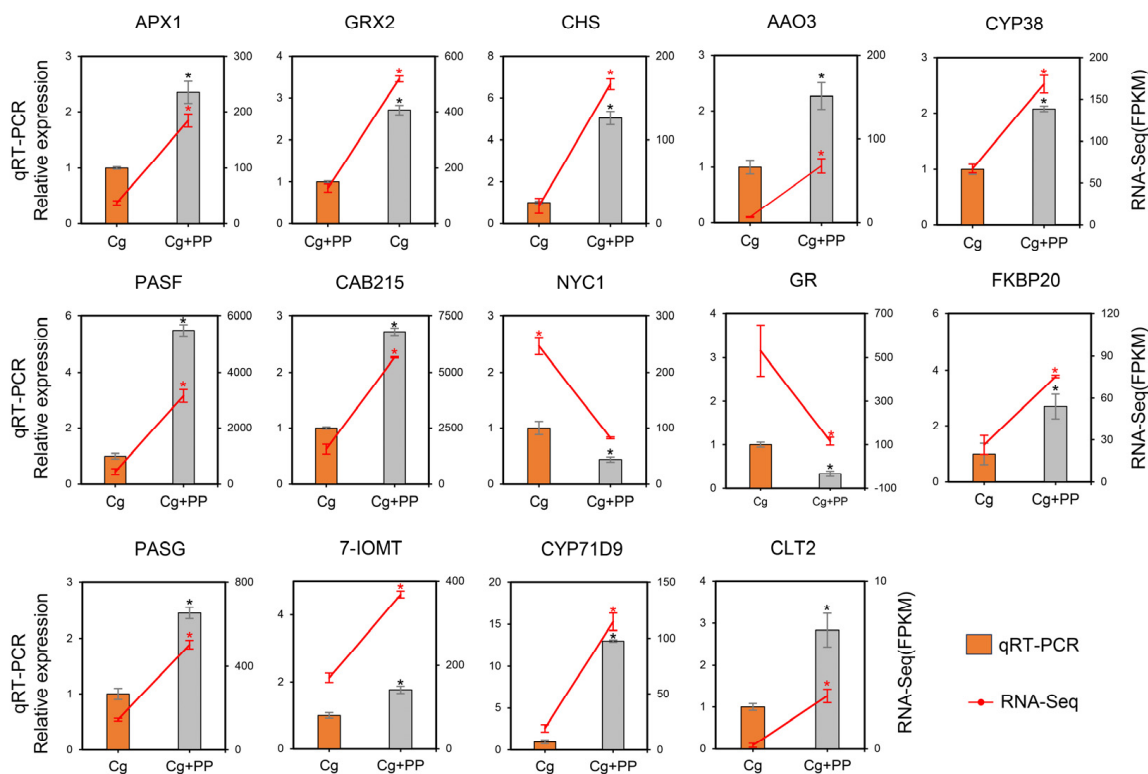 APX1 GRX2 CHS AAO3 CYP38
qRT-PCR
Relative expression
3 2 1 0
* *
300 200 100 0
Cg Cg+PP
4 3 2 1 0
* *
600 400 200 0
Cg+PP Cg
8 6 4 2 0
* *
300 200 100 0
Cg Cg+PP
3 2 1 0
* *
200 100 0
Cg Cg+PP
3 2 1 0
* *
200 150 100 50 0
Cg Cg+PP
RNA-Seq(FPKM)
PASF CAB215 NYC1 GR FKBP20
qRT-PCR
Relative expression
6 5 4 3 2 1 0
* *
6000 4000 2000 0
Cg Cg+PP
3 2 1 0
* *
7500 5000 2500 0
Cg Cg+PP
3 2 1 0
* *
300 200 100 0
Cg Cg+PP
4 3 2 1 0
* *
700 500 300 100 -100
Cg Cg+PP
6 4 2 0
* *
120 90 60 30 0
Cg Cg+PP
RNA-Seq(FPKM)
PASG 7-IOMT CYP71D9 CLT2
qRT-PCR
Relative expression
3 2 1 0
* *
800 400 0
Cg Cg+PP
4 2 0
* *
400 200 0
Cg Cg+PP
20 15 10 5 0
* *
150 100 50 0
Cg Cg+PP
4 3 2 1 0
* *
10 0
Cg Cg+PP
RNA-Seq(FPKM)
qRT-PCR
RNA-Seq